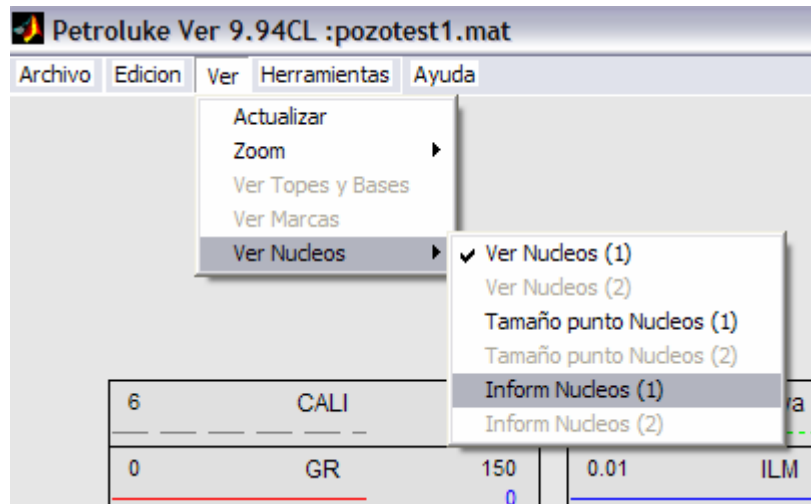 Petroluke Ver 9.94CL :pozotest1.mat
Archivo Edicion Ver Herramientas Ayuda
Actualizar
Zoom
Ver Topes y Bases
Ver Marcas
Ver Nucleos
Ver Nucleos (1)
Ver Nucleos (2)
Tamaño punto Nucleos (1)
Tamaño punto Nucleos (2)
Inform Nucleos (1)
Inform Nucleos (2)
6 CALI
0 GR 150 0.01 ILM
0